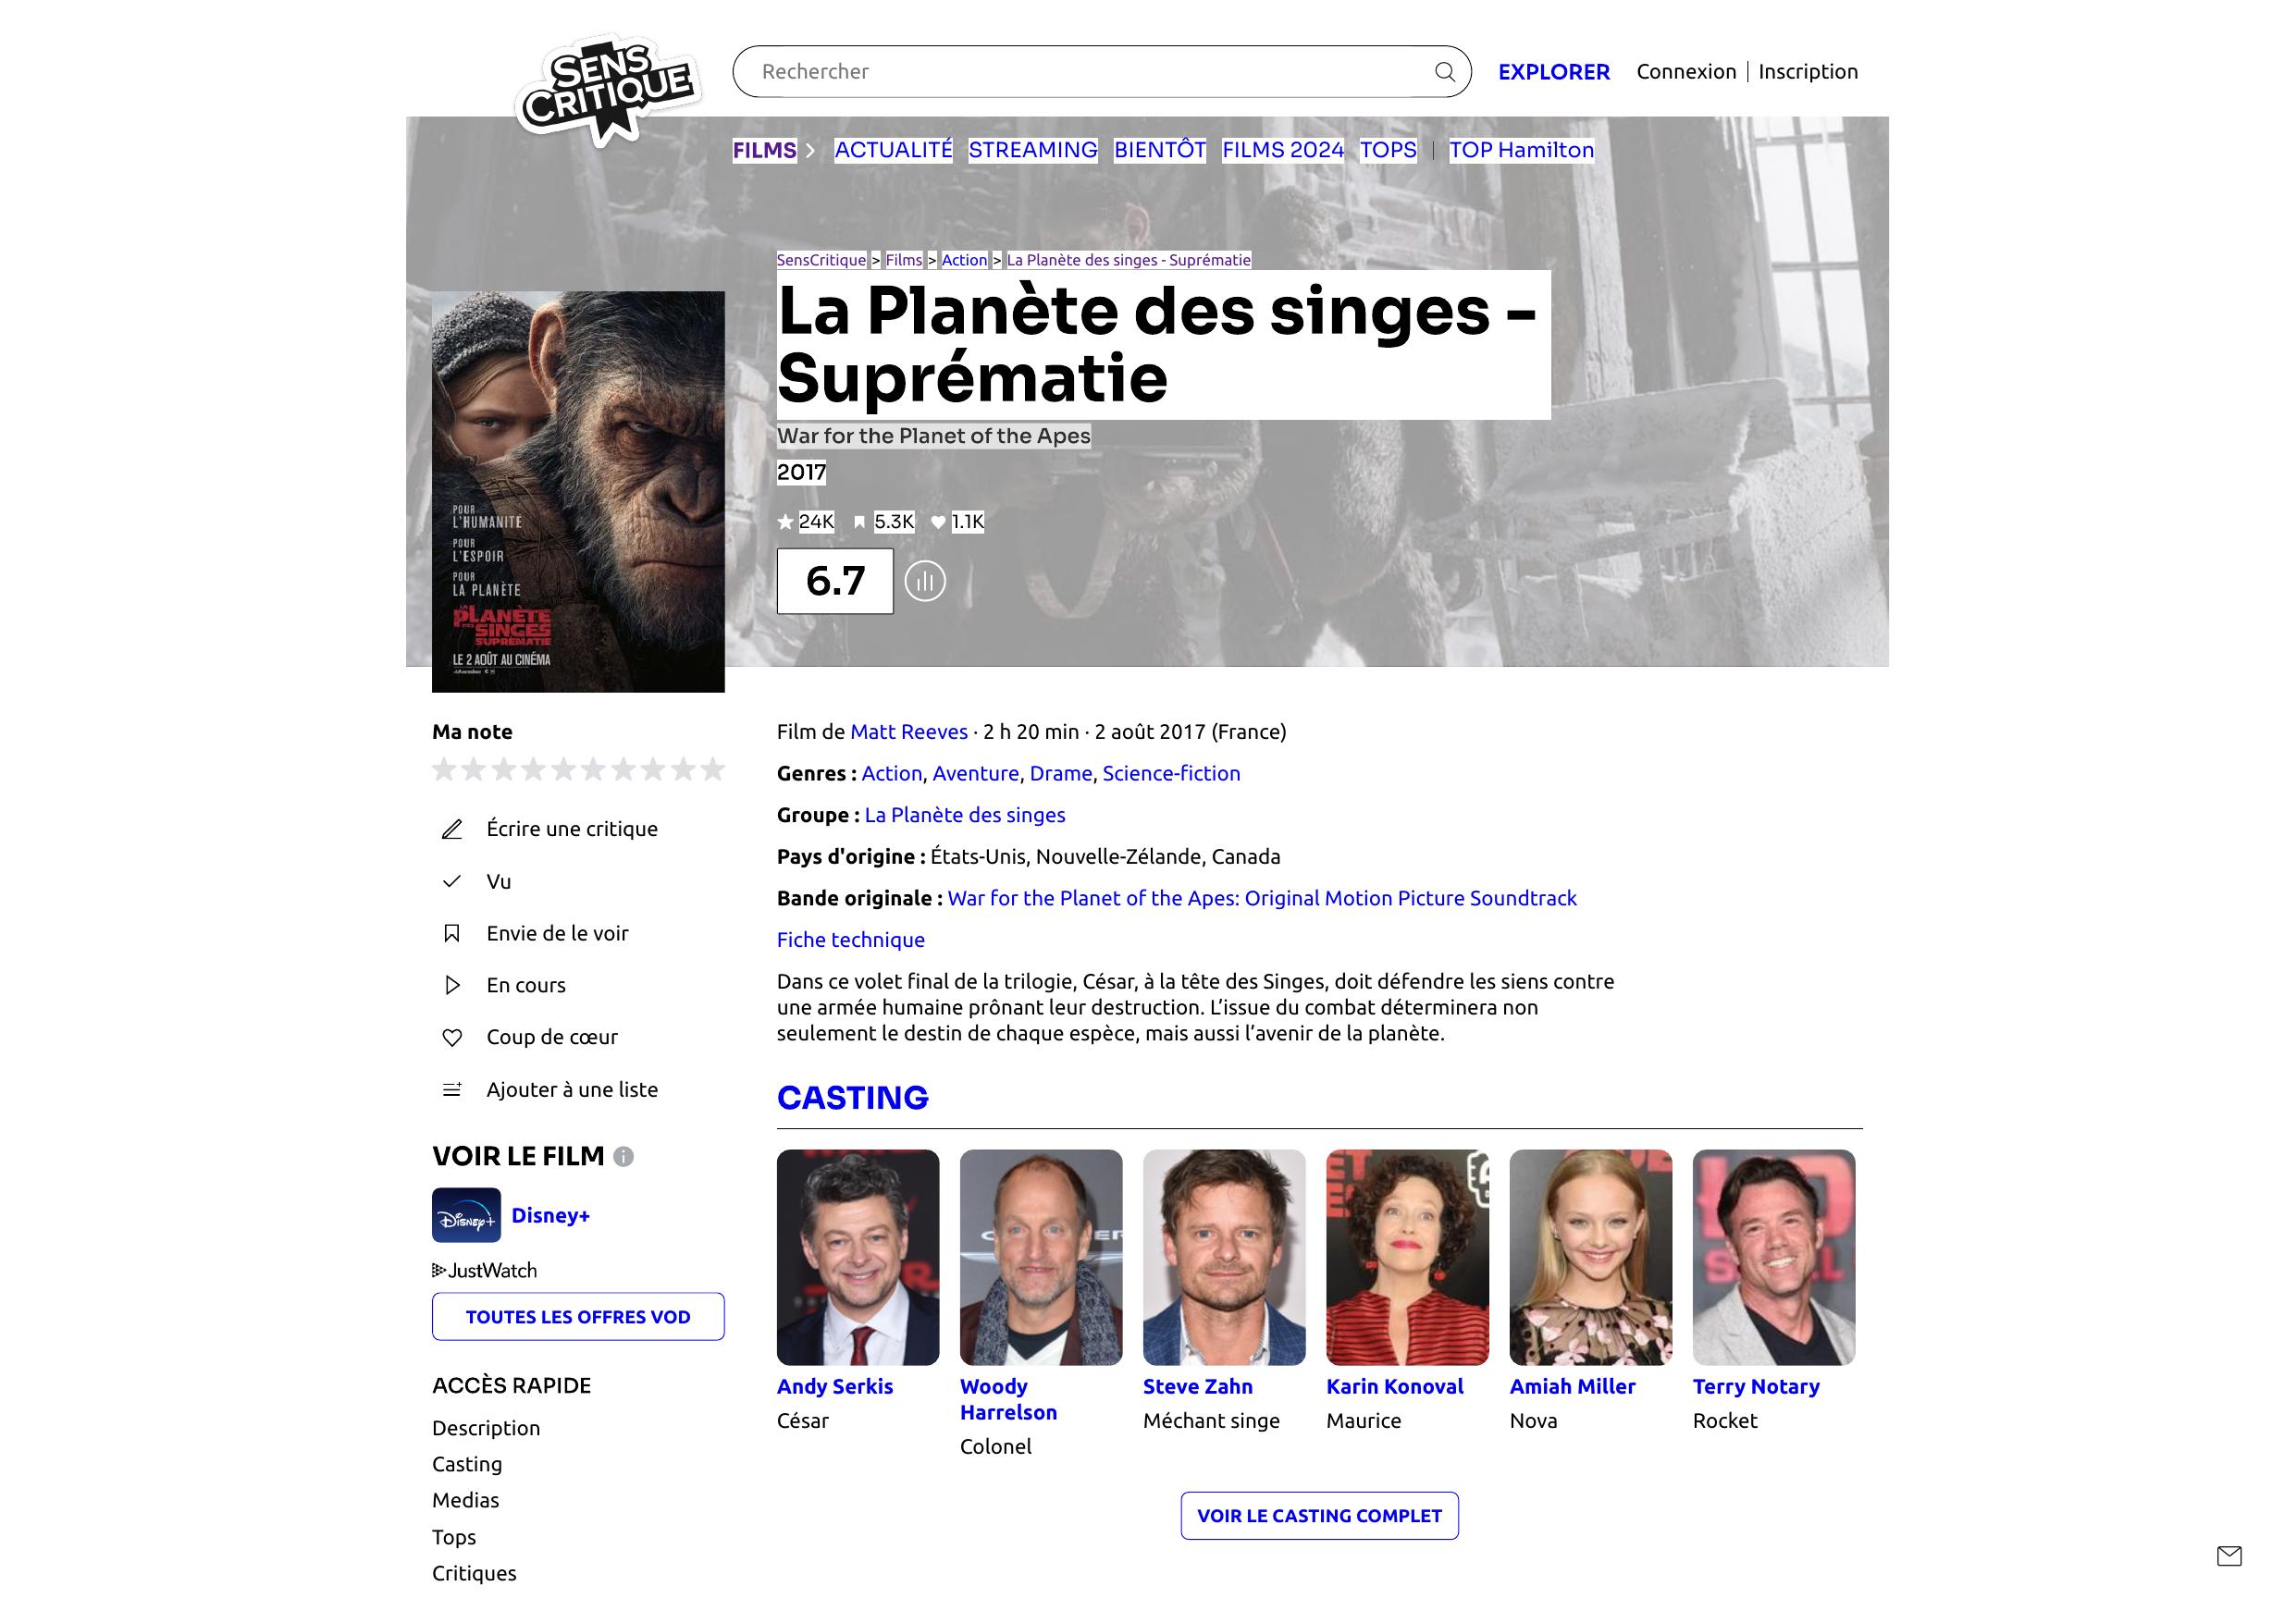 SENS
CRITIQUE
Rechercher
EXPLORER
Connexion | Inscription
FILMS
ACTUALITÉ
STREAMING
BIENTÔT
FILMS 2024
TOPS
TOP Hamilton
SensCritique > Films > Action > La Planète des singes - Suprématie
La Planète des singes -
Suprématie
War for the Planet of the Apes
2017
24K 5.3K 1.1K
6.7
POUR
L'HUMANITÉ
POUR
L'ESPOIR
POUR
LA PLANÈTE
LA
PLANÈTE
DES SINGES
SUPRÉMATIE
LE 2 AOÛT AU CINÉMA
Ma note
Écrire une critique
Vu
Envie de le voir
En cours
Coup de cœur
Ajouter à une liste
VOIR LE FILM
Disney+
Disney+
JustWatch
TOUTES LES OFFRES VOD
ACCÈS RAPIDE
Description
Casting
Medias
Tops
Critiques
Film de Matt Reeves · 2 h 20 min · 2 août 2017 (France)
Genres : Action, Aventure, Drame, Science-fiction
Groupe : La Planète des singes
Pays d'origine : États-Unis, Nouvelle-Zélande, Canada
Bande originale : War for the Planet of the Apes: Original Motion Picture Soundtrack
Fiche technique
Dans ce volet final de la trilogie, César, à la tête des Singes, doit défendre les siens contre
une armée humaine prônant leur destruction. L’issue du combat déterminera non
seulement le destin de chaque espèce, mais aussi l’avenir de la planète.
CASTING
Andy Serkis
César
Woody
Harrelson
Colonel
Steve Zahn
Méchant singe
Karin Konoval
Maurice
Amiah Miller
Nova
Terry Notary
Rocket
VOIR LE CASTING COMPLET